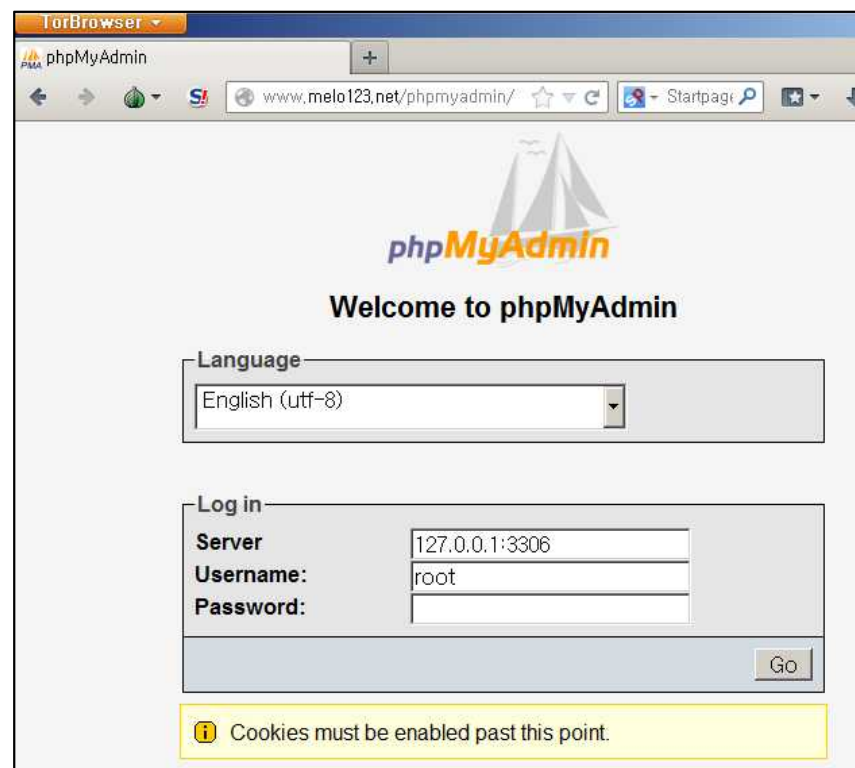 TorBrowser
phpMyAdmin
www.melo123.net/phpmyadmin/
Startpage
phpMyAdmin
Welcome to phpMyAdmin
Language
English (utf-8)
Log in
Server 127.0.0.1:3306
Username: root
Password:
Go
Cookies must be enabled past this point.